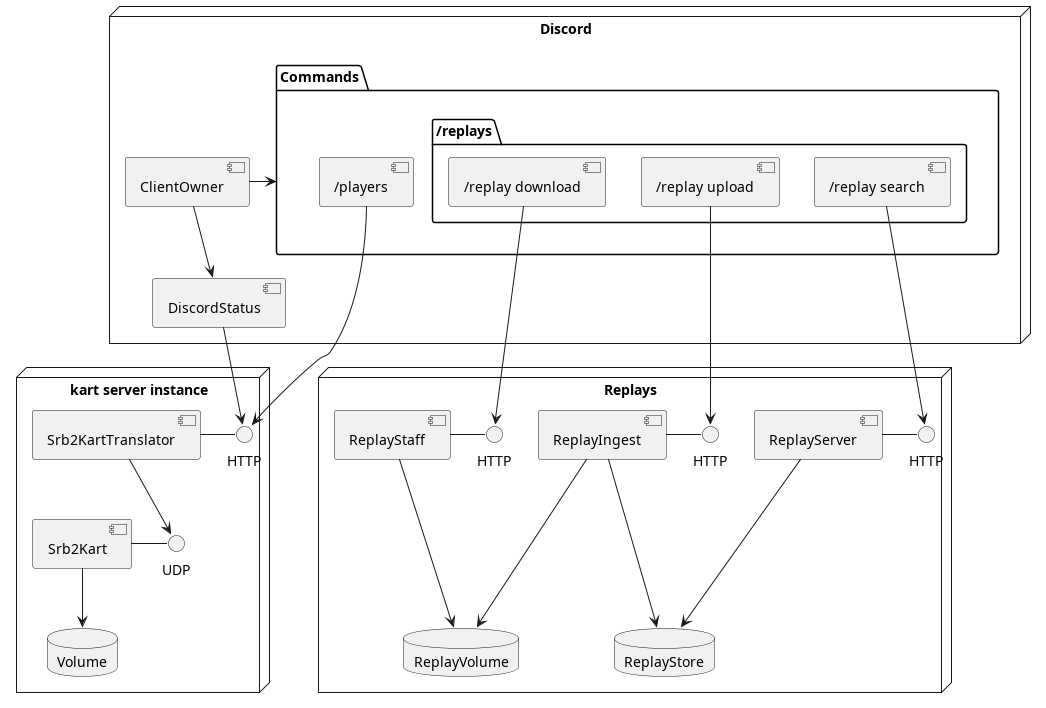 Discord
Commands
/replays
ClientOwner
/players
/replay download
/replay upload
/replay search
DiscordStatus
kart server instance
Replays
Srb2KartTranslator
HTTP
ReplayStaff
HTTP
ReplayIngest
HTTP
ReplayServer
HTTP
Srb2Kart
UDP
Volume
ReplayVolume
ReplayStore